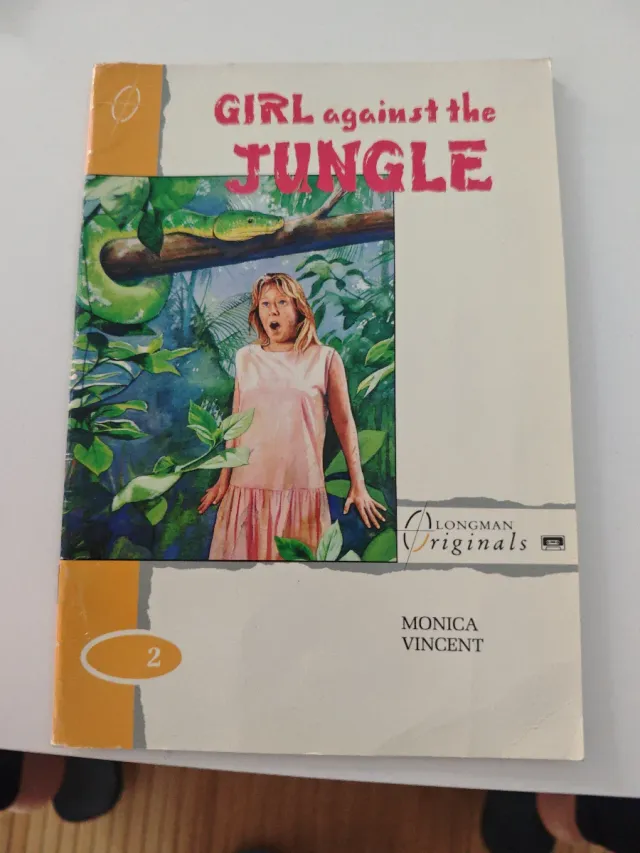 GIRL against the
JUNGLE
LONGMAN
Originals
MONICA
VINCENT
2